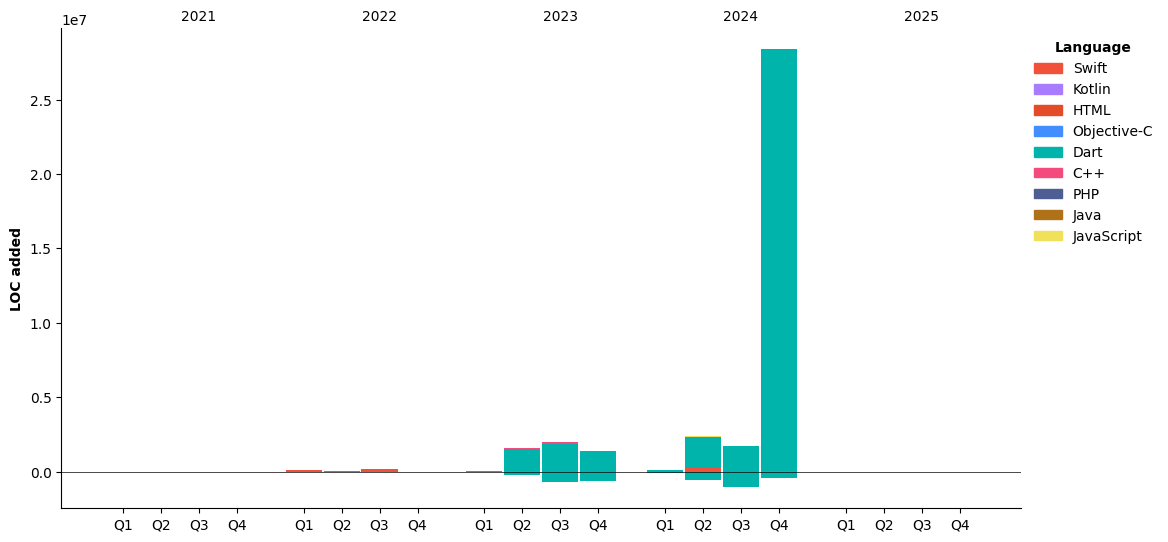 2021 2022 2023 2024 2025
1e7
Language
Swift
Kotlin
HTML
Objective-C
Dart
C++
PHP
Java
JavaScript
LOC added
2.5
2.0
1.5
1.0
0.5
0.0
Q1 Q2 Q3 Q4 Q1 Q2 Q3 Q4 Q1 Q2 Q3 Q4 Q1 Q2 Q3 Q4 Q1 Q2 Q3 Q4